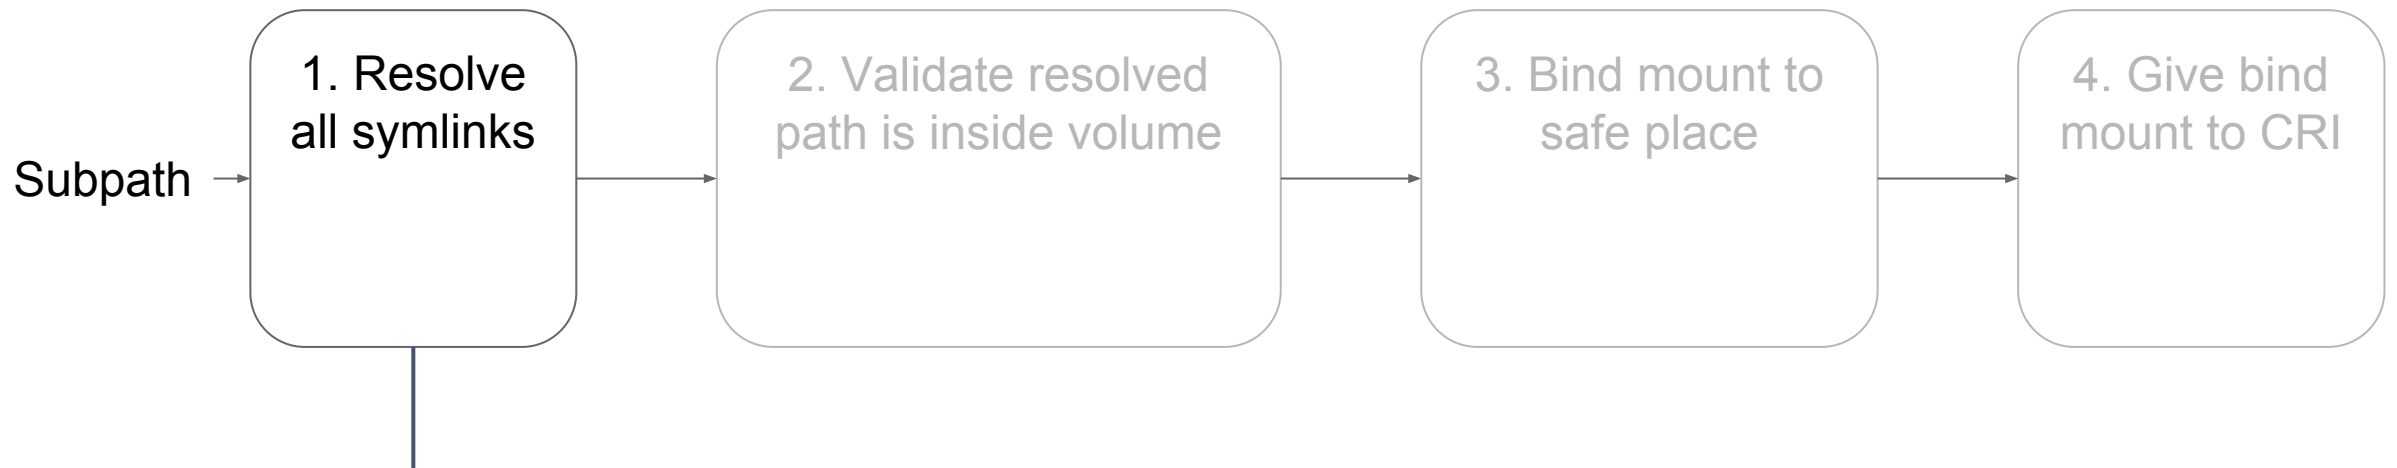 Subpath
1. Resolve
all symlinks
2. Validate resolved
path is inside volume
3. Bind mount to
safe place
4. Give bind
mount to CRI